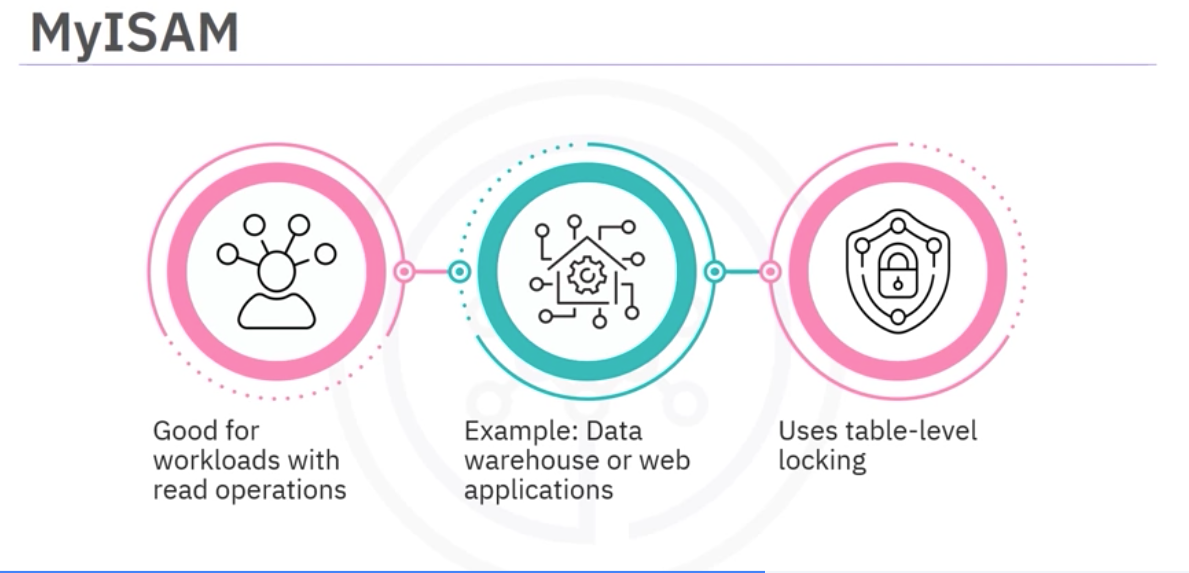 MyISAM
Good for
workloads with
read operations
Example: Data
warehouse or web
applications
Uses table-level
locking